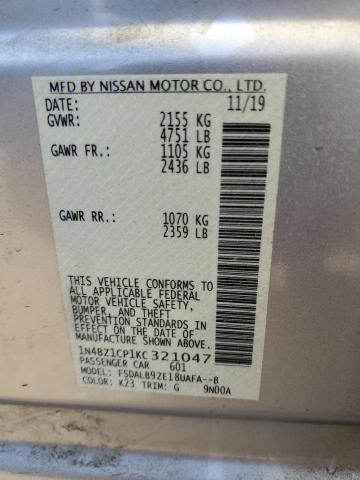 MFD BY NISSAN MOTOR CO., LTD.
DATE: 11/19
GVWR: 2155 KG
4751 LB
GAWR FR.: 1105 KG
2436 LB
GAWR RR.: 1070 KG
2359 LB
THIS VEHICLE CONFORMS TO
ALL APPLICABLE FEDERAL
MOTOR VEHICLE SAFETY,
BUMPER, AND THEFT
PREVENTION STANDARDS IN
EFFECT ON THE DATE OF
MANUFACTURE SHOWN ABOVE.
1N4BZ1CP1KC321047
PASSENGER CAR 601
MODEL: FSDALB9ZE18UAFA--B
COLOR: K23 TRIM: G 9N00A